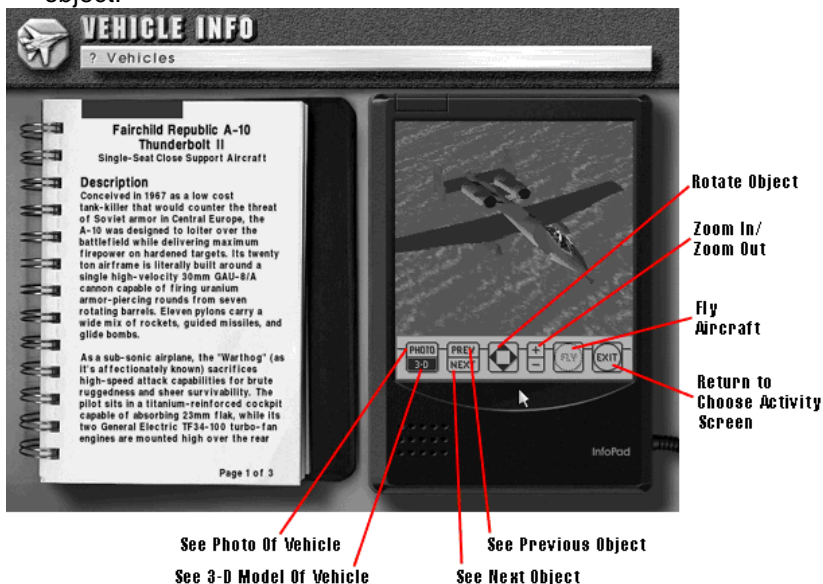 object.
VEHICLE INFO
? Vehicles
Fairchild Republic A-10
Thunderbolt II
Single-Seat Close Support Aircraft
Description
Conceived in 1967 as a low cost
tank-killer that would counter the threat
of Soviet armor in Central Europe, the
A-10 was designed to loiter over the
battlefield while delivering maximum
firepower on hardened targets. Its twenty
ton airframe is literally built around a
single high-velocity 30mm GAU-8/A
cannon capable of firing uranium
armor-piercing rounds from seven
rotating barrels. Eleven pylons carry a
wide mix of rockets, guided missiles, and
glide bombs.
As a sub-sonic airplane, the "Warthog" (as
it's affectionately known) sacrifices
high-speed attack capabilities for brute
ruggedness and sheer survivability. The
pilot sits in a titanium-reinforced cockpit
capable of absorbing 23mm flak, while its
two General Electric TF34-100 turbo-fan
engines are mounted high over the rear
Page 1 of 3
PHOTO
3-D
PREV
NEXT
+
−
FLY
EXIT
InfoPad
Rotate Object
Zoom In/
Zoom Out
Fly
Aircraft
Return to
Choose Activity
Screen
See Photo Of Vehicle
See Previous Object
See 3-D Model Of Vehicle
See Next Object